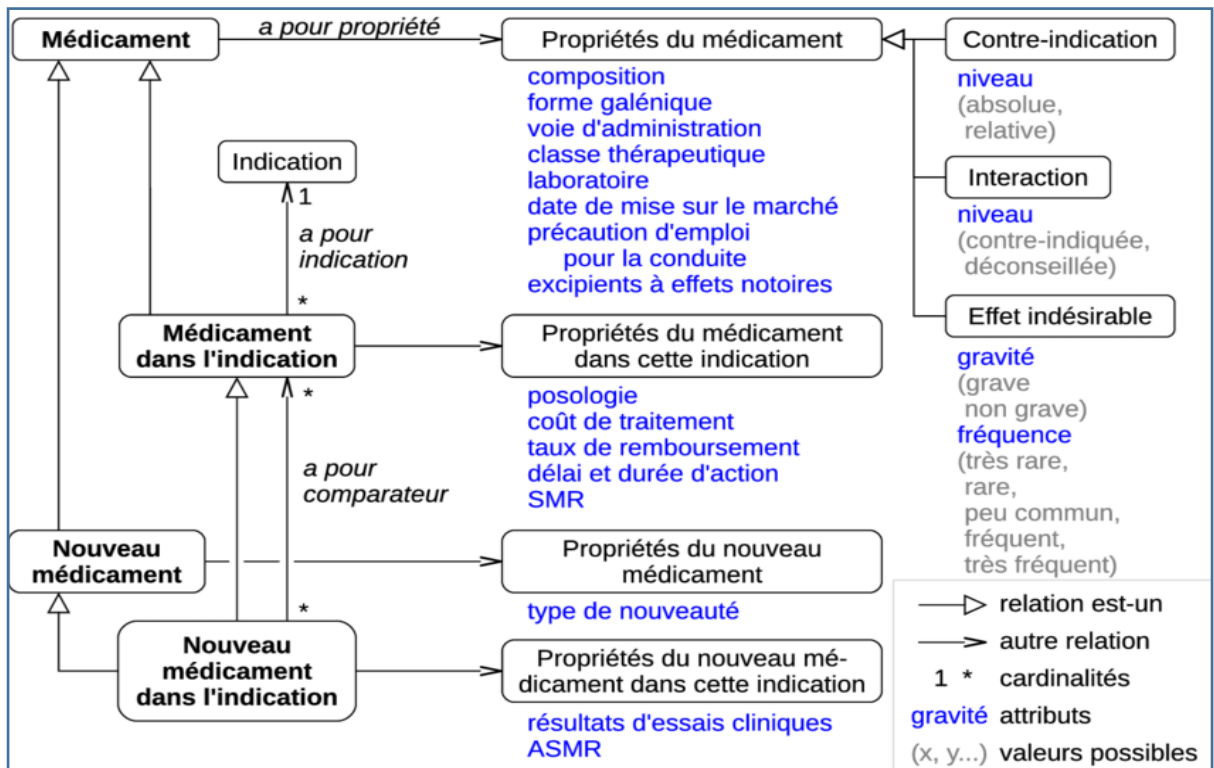 Médicament
a pour propriété
Propriétés du médicament
composition
forme galénique
voie d'administration
classe thérapeutique
laboratoire
date de mise sur le marché
précaution d'emploi
pour la conduite
excipients à effets notoires
Contre-indication
niveau
(absolue,
relative)
Interaction
niveau
(contre-indiquée,
déconseillée)
Effet indésirable
gravité
(grave
non grave)
fréquence
(très rare,
rare,
peu commun,
fréquent,
très fréquent)
Indication
1
a pour
indication
*
Médicament
dans l'indication
*
Propriétés du médicament
dans cette indication
posologie
coût de traitement
taux de remboursement
délai et durée d'action
SMR
a pour
comparateur
Nouveau
médicament
Propriétés du nouveau
médicament
type de nouveauté
*
Nouveau
médicament
dans l'indication
Propriétés du nouveau mé-
dicament dans cette indication
résultats d'essais cliniques
ASMR
relation est-un
autre relation
1 * cardinalités
gravité attributs
(x, y...) valeurs possibles